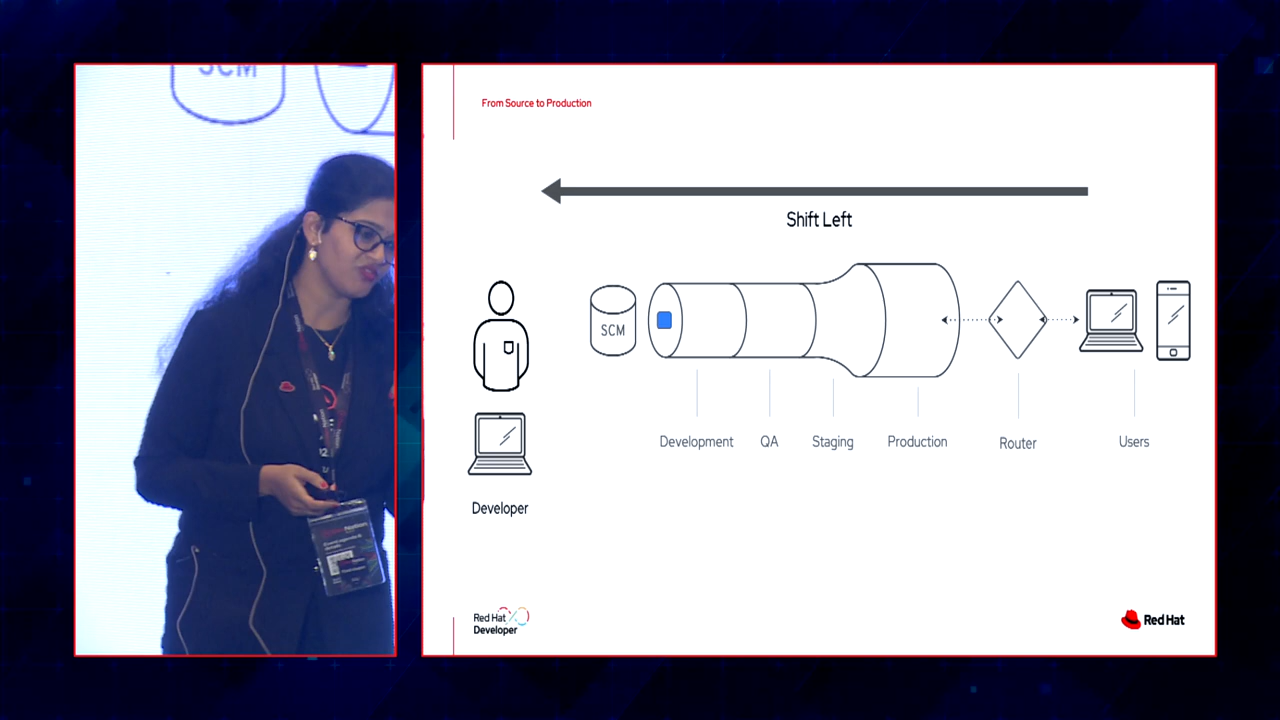 SCM
From Source to Production
Shift Left
SCM
Development QA Staging Production Router Users
Developer
Red Hat
Developer
Red Hat